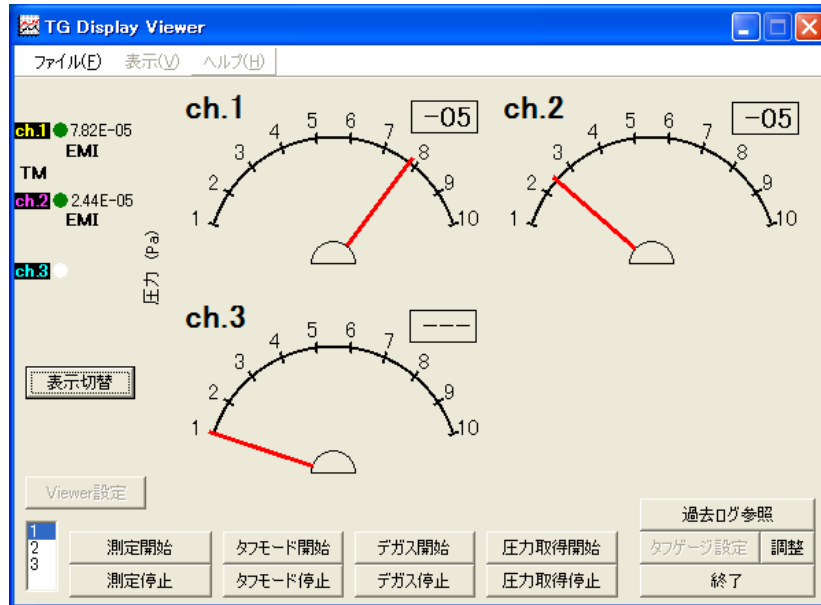 TG Display Viewer
ファイル(F) 表示(V) ヘルプ(H)
ch.1 7.82E-05
EMI
TM
ch.2 2.44E-05
EMI
ch.3
圧力 (Pa)
ch.1
-05
1 2 3 4 5 6 7 8 9 10
ch.2
-05
1 2 3 4 5 6 7 8 9 10
ch.3
---
1 2 3 4 5 6 7 8 9 10
表示切替
Viewer設定
1
2
3
測定開始 タフモード開始 デガス開始 圧力取得開始
測定停止 タフモード停止 デガス停止 圧力取得停止
過去ログ参照
タフゲージ設定 調整
終了